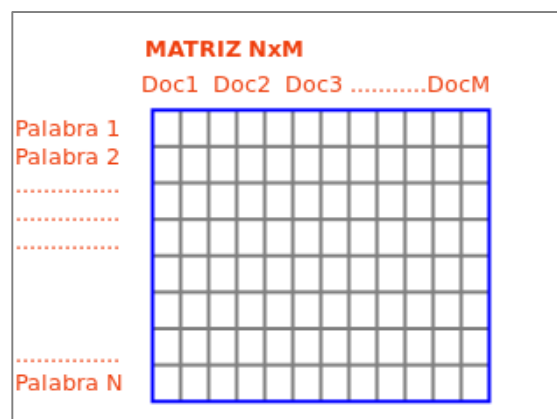 MATRIZ NxM
Doc1 Doc2 Doc3 ...........DocM
Palabra 1
Palabra 2
...............
...............
...............
...............
Palabra N